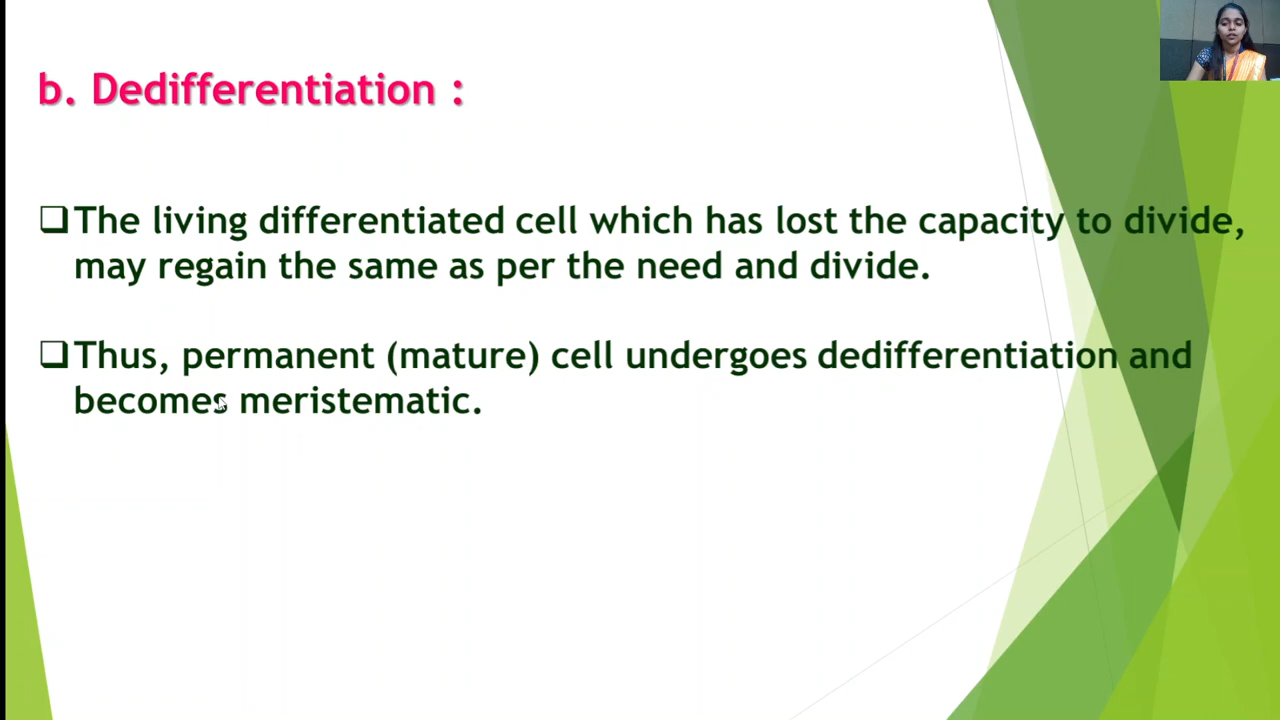 b. Dedifferentiation :
❑The living differentiated cell which has lost the capacity to divide,
may regain the same as per the need and divide.
❑Thus, permanent (mature) cell undergoes dedifferentiation and
becomes meristematic.